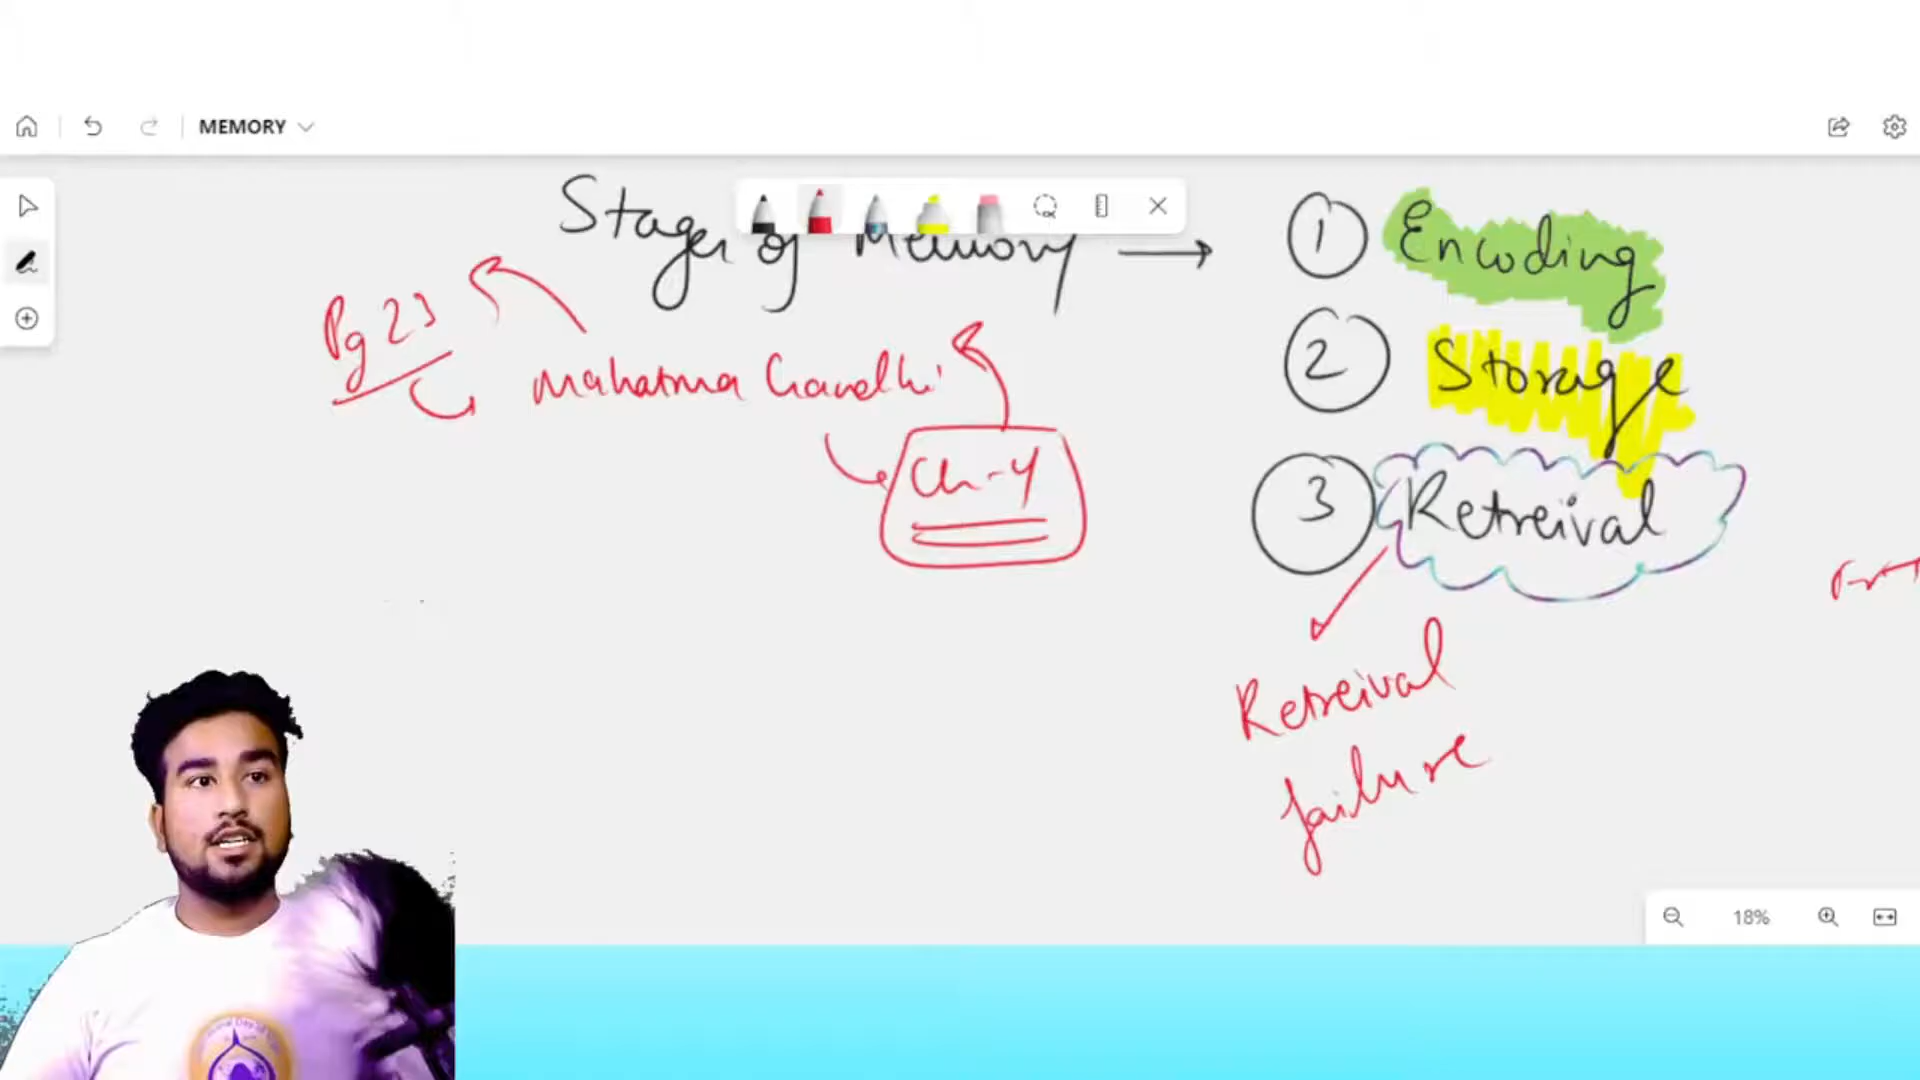 MEMORY
Stages of Memory →
① Encoding
② Storage
③ Retreival
Pg 23
Mahatma Gandhi
Ch-4
Retreival
failure
18%